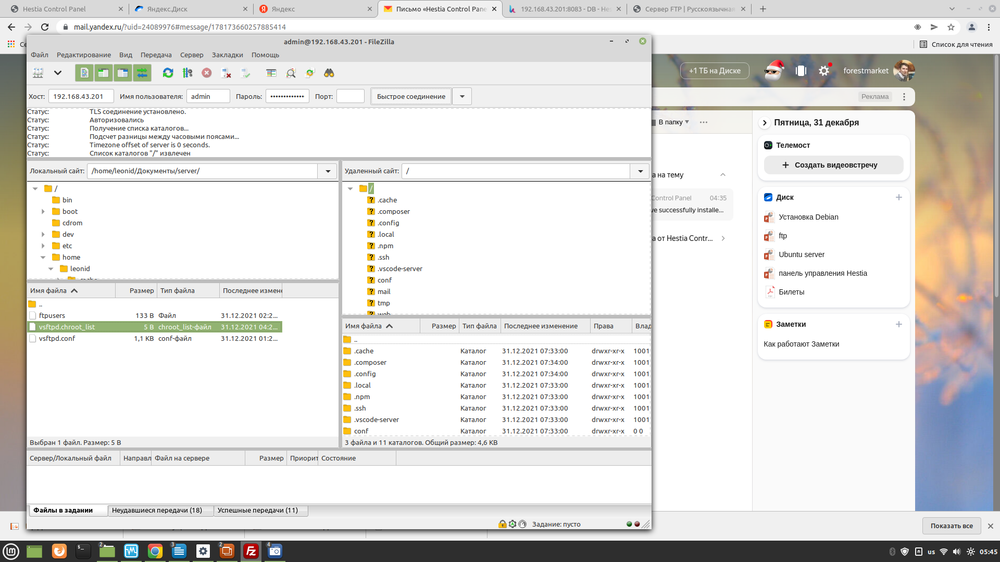 Hestia Control Panel
Яндекс.Диск
Яндекс
Письмо «Hestia Control Pane
192.168.43.201:8083 - DB - Hes
Сервер FTP | Русскоязычная
mail.yandex.ru/?uid=24089976#message/178173660257885414
Список для чтения
admin@192.168.43.201 - FileZilla
Файл Редактирование Вид Передача Сервер Закладки Помощь
Хост: 192.168.43.201 Имя пользователя: admin Пароль: ••••••••••••• Порт: Быстрое соединение
Статус: TLS соединение установлено.
Статус: Авторизовались
Статус: Получение списка каталогов...
Статус: Подсчет разницы между часовыми поясами...
Статус: Timezone offset of server is 0 seconds.
Статус: Список каталогов "/" извлечен
Локальный сайт: /home/leonid/Документы/server/
/
bin
boot
cdrom
dev
etc
home
leonid
Имя файла Размер Тип файла Последнее измене
..
ftpusers 133 B Файл 31.12.2021 02:2...
vsftpd.chroot_list 5 B chroot_list-файл 31.12.2021 04:2...
vsftpd.conf 1,1 KB conf-файл 31.12.2021 01:2...
Выбран 1 файл. Размер: 5 B
Удаленный сайт: /
/
.cache
.composer
.config
.local
.npm
.ssh
.vscode-server
conf
mail
tmp
web
Имя файла Размер Тип файла Последнее изменение Права Влад
..
.cache Каталог 31.12.2021 07:33:00 drwxr-xr-x 1001
.composer Каталог 31.12.2021 07:34:00 drwxr-xr-x 1001
.config Каталог 31.12.2021 07:34:00 drwxr-xr-x 1001
.local Каталог 31.12.2021 07:33:00 drwxr-xr-x 1001
.npm Каталог 31.12.2021 07:33:00 drwxr-xr-x 1001
.ssh Каталог 31.12.2021 07:33:00 drwxr-xr-x 1001
.vscode-server Каталог 31.12.2021 07:33:00 drwxr-xr-x 1001
conf Каталог 31.12.2021 07:33:00 drwxr-xr-x 0 0
3 файла и 11 каталогов. Общий размер: 4,6 KB
Сервер/Локальный файл Направл Файл на сервере Размер Приорит Состояние
Файлы в задании Неудавшиеся передачи (18) Успешные передачи (11)
Задание: пусто
+1 ТБ на Диске
forestmarket
Реклама
В папку
а на тему
Control Panel 04:35
ve successfully installe...
а от Hestia Contr...
Пятница, 31 декабря
Телемост
Создать видеовстречу
Диск
Установка Debian
ftp
Ubuntu server
панель управления Hestia
Билеты
Заметки
Как работают Заметки
Показать все
2
3
2
4
us
05:45